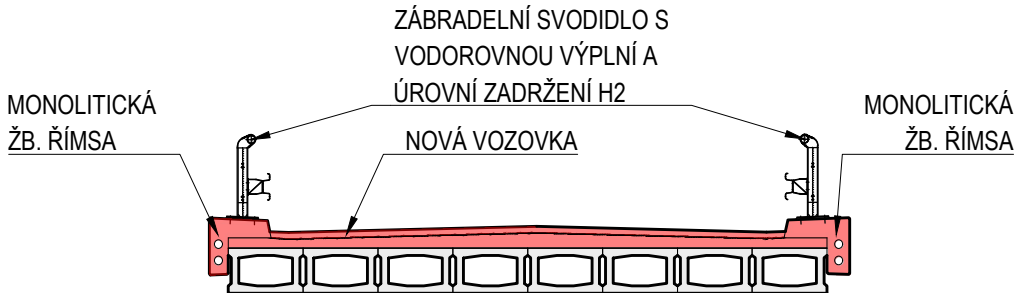 ZÁBRADELNÍ SVODIDLO S
VODOROVNOU VÝPLNÍ A
ÚROVNÍ ZADRŽENÍ H2
MONOLITICKÁ
ŽB. ŘÍMSA
NOVÁ VOZOVKA
MONOLITICKÁ
ŽB. ŘÍMSA